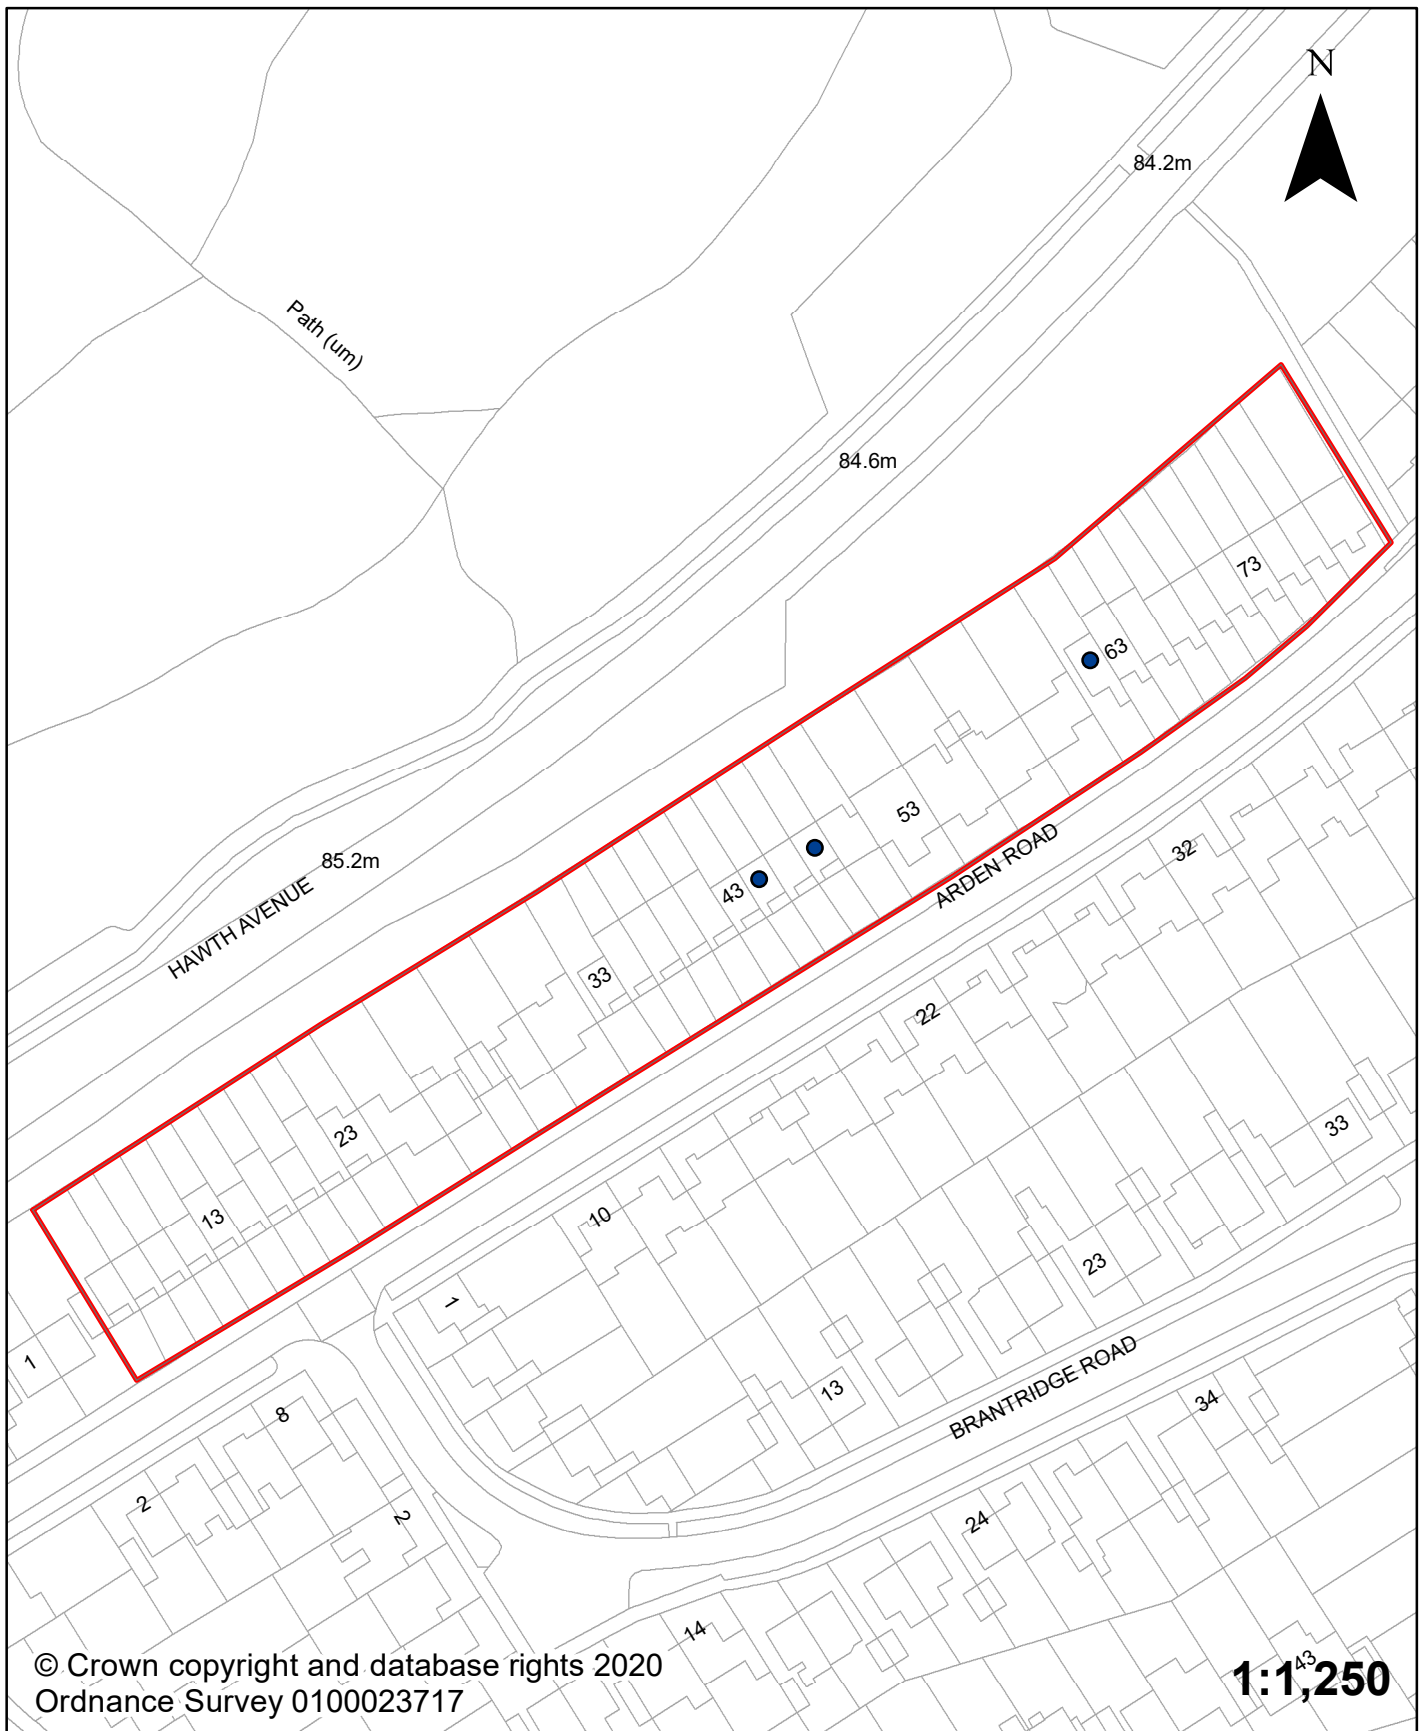 N
84.2m
Path (um)
84.6m
73
63
53
85.2m
HAWTH AVENUE
43
ARDEN ROAD
32
33
22
23
13
33
10
1
23
1
13
BRANTRIDGE ROAD
8
34
2
2
24
14
43
© Crown copyright and database rights 2020
Ordnance Survey 0100023717
1:1,250